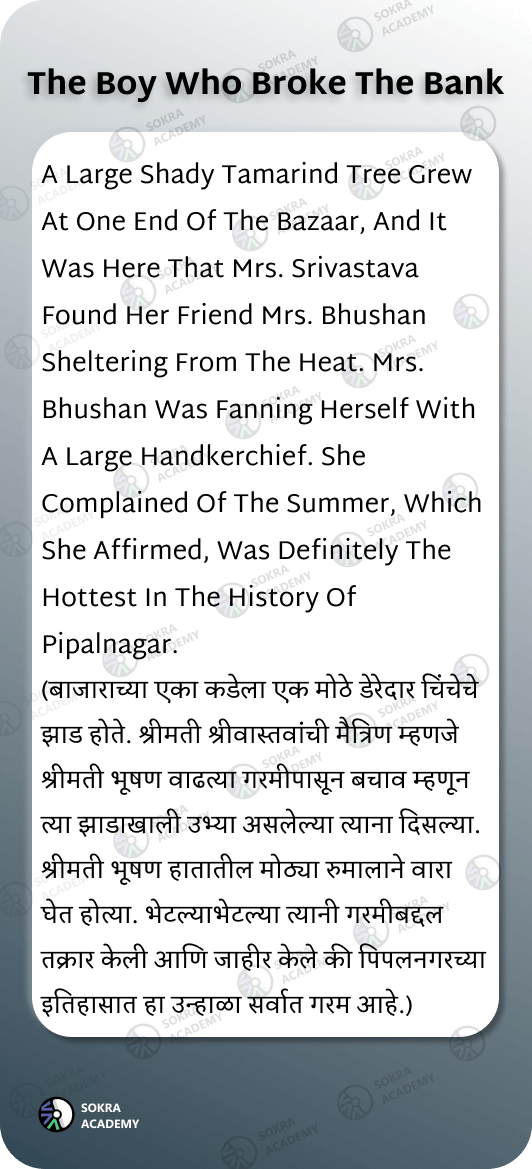 The Boy Who Broke The Bank
A Large Shady Tamarind Tree Grew
At One End Of The Bazaar, And It
Was Here That Mrs. Srivastava
Found Her Friend Mrs. Bhushan
Sheltering From The Heat. Mrs.
Bhushan Was Fanning Herself With
A Large Handkerchief. She
Complained Of The Summer, Which
She Affirmed, Was Definitely The
Hottest In The History Of
Pipalnagar.
(बाजाराच्या एका कडेला एक मोठे डेरेदार चिंचेचे
झाड होते. श्रीमती श्रीवास्तवांची मैत्रिण म्हणजे
श्रीमती भूषण वाढत्या गरमीपासून बचाव म्हणून
त्या झाडाखाली उभ्या असलेल्या त्याना दिसल्या.
श्रीमती भूषण हातातील मोठ्या रुमालाने वारा
घेत होत्या. भेटल्याभेटल्या त्यानी गरमीबद्दल
तक्रार केली आणि जाहीर केले की पिपलनगरच्या
इतिहासात हा उन्हाळा सर्वात गरम आहे.)
SOKRA
ACADEMY